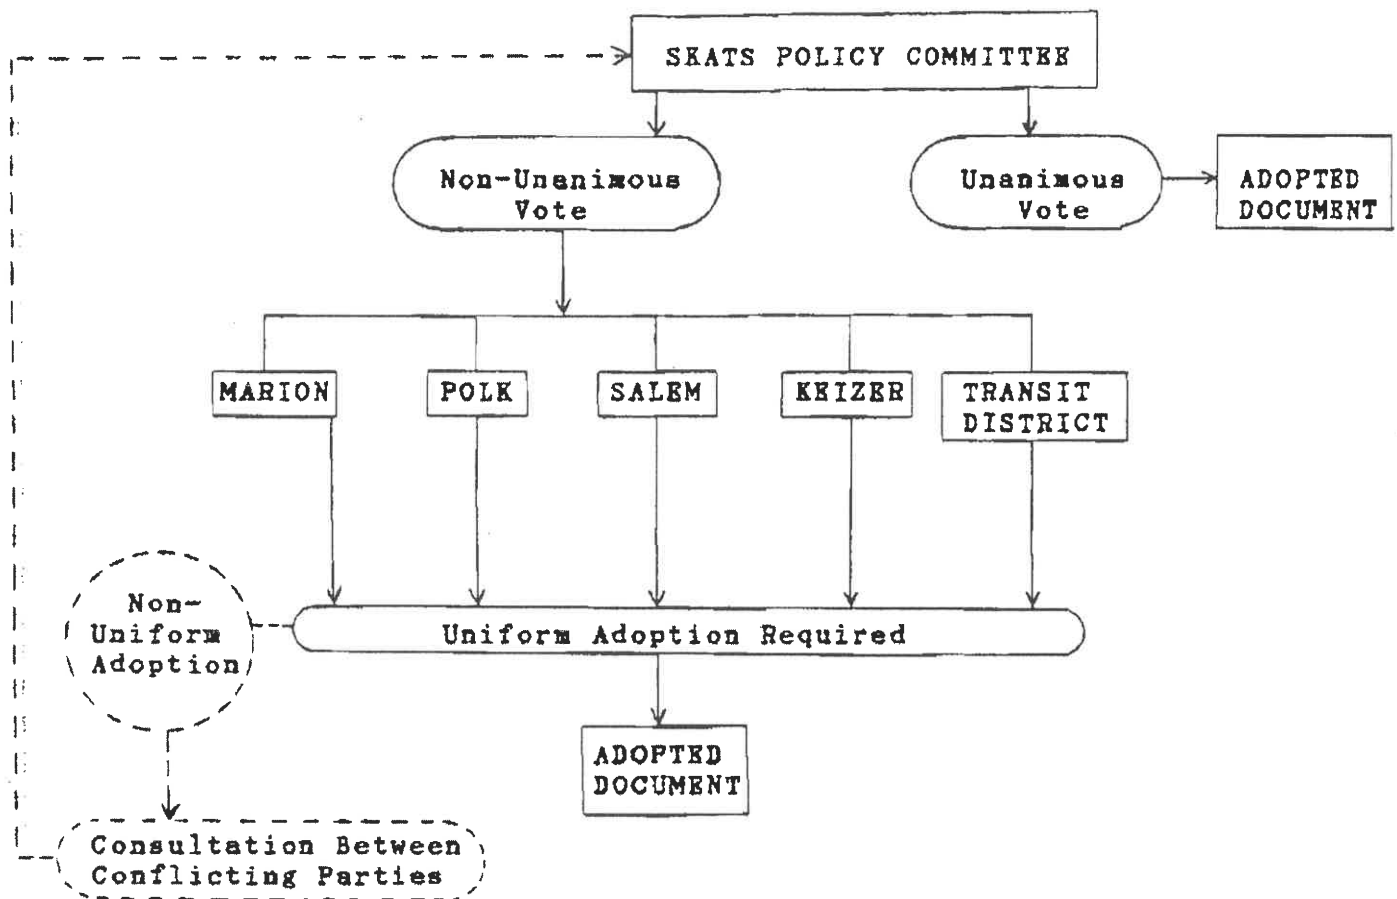 SKATS POLICY COMMITTEE
Non-Unanimous
Vote
Unanimous
Vote
ADOPTED
DOCUMENT
MARION
POLK
SALEM
KEIZER
TRANSIT
DISTRICT
Non-
Uniform
Adoption
Uniform Adoption Required
ADOPTED
DOCUMENT
Consultation Between
Conflicting Parties